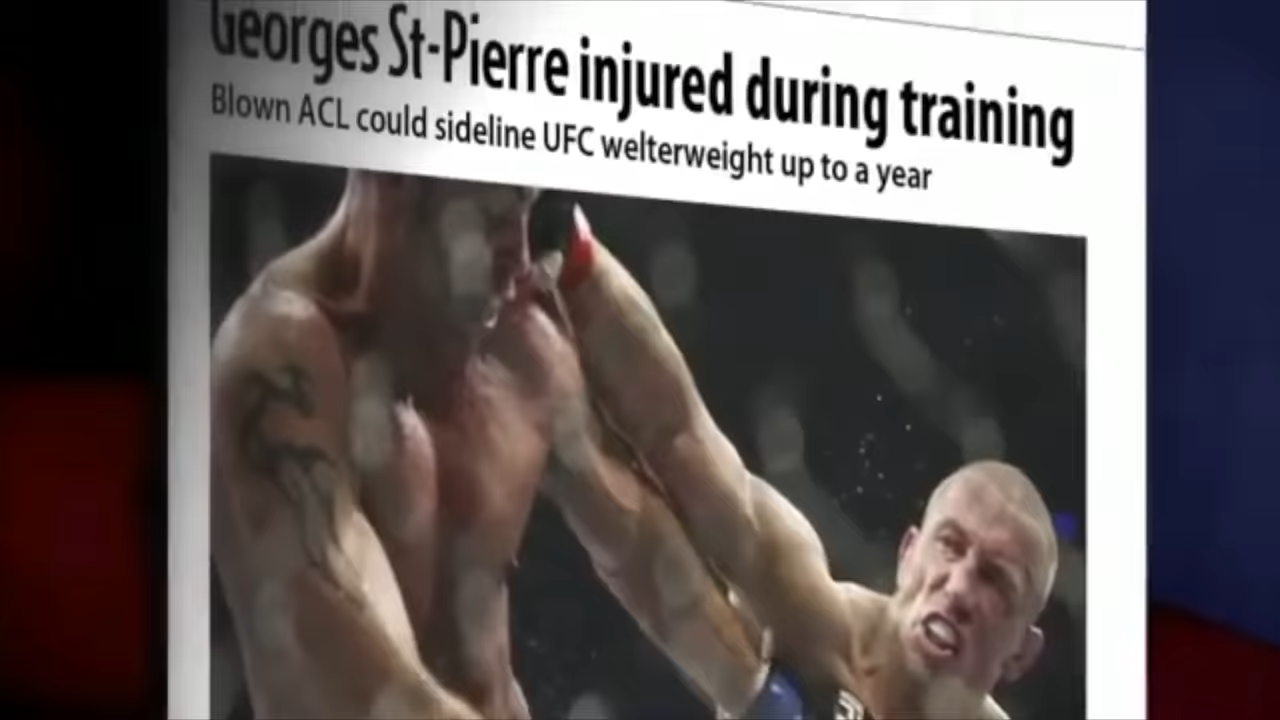 Georges St-Pierre injured during training
Blown ACL could sideline UFC welterweight up to a year